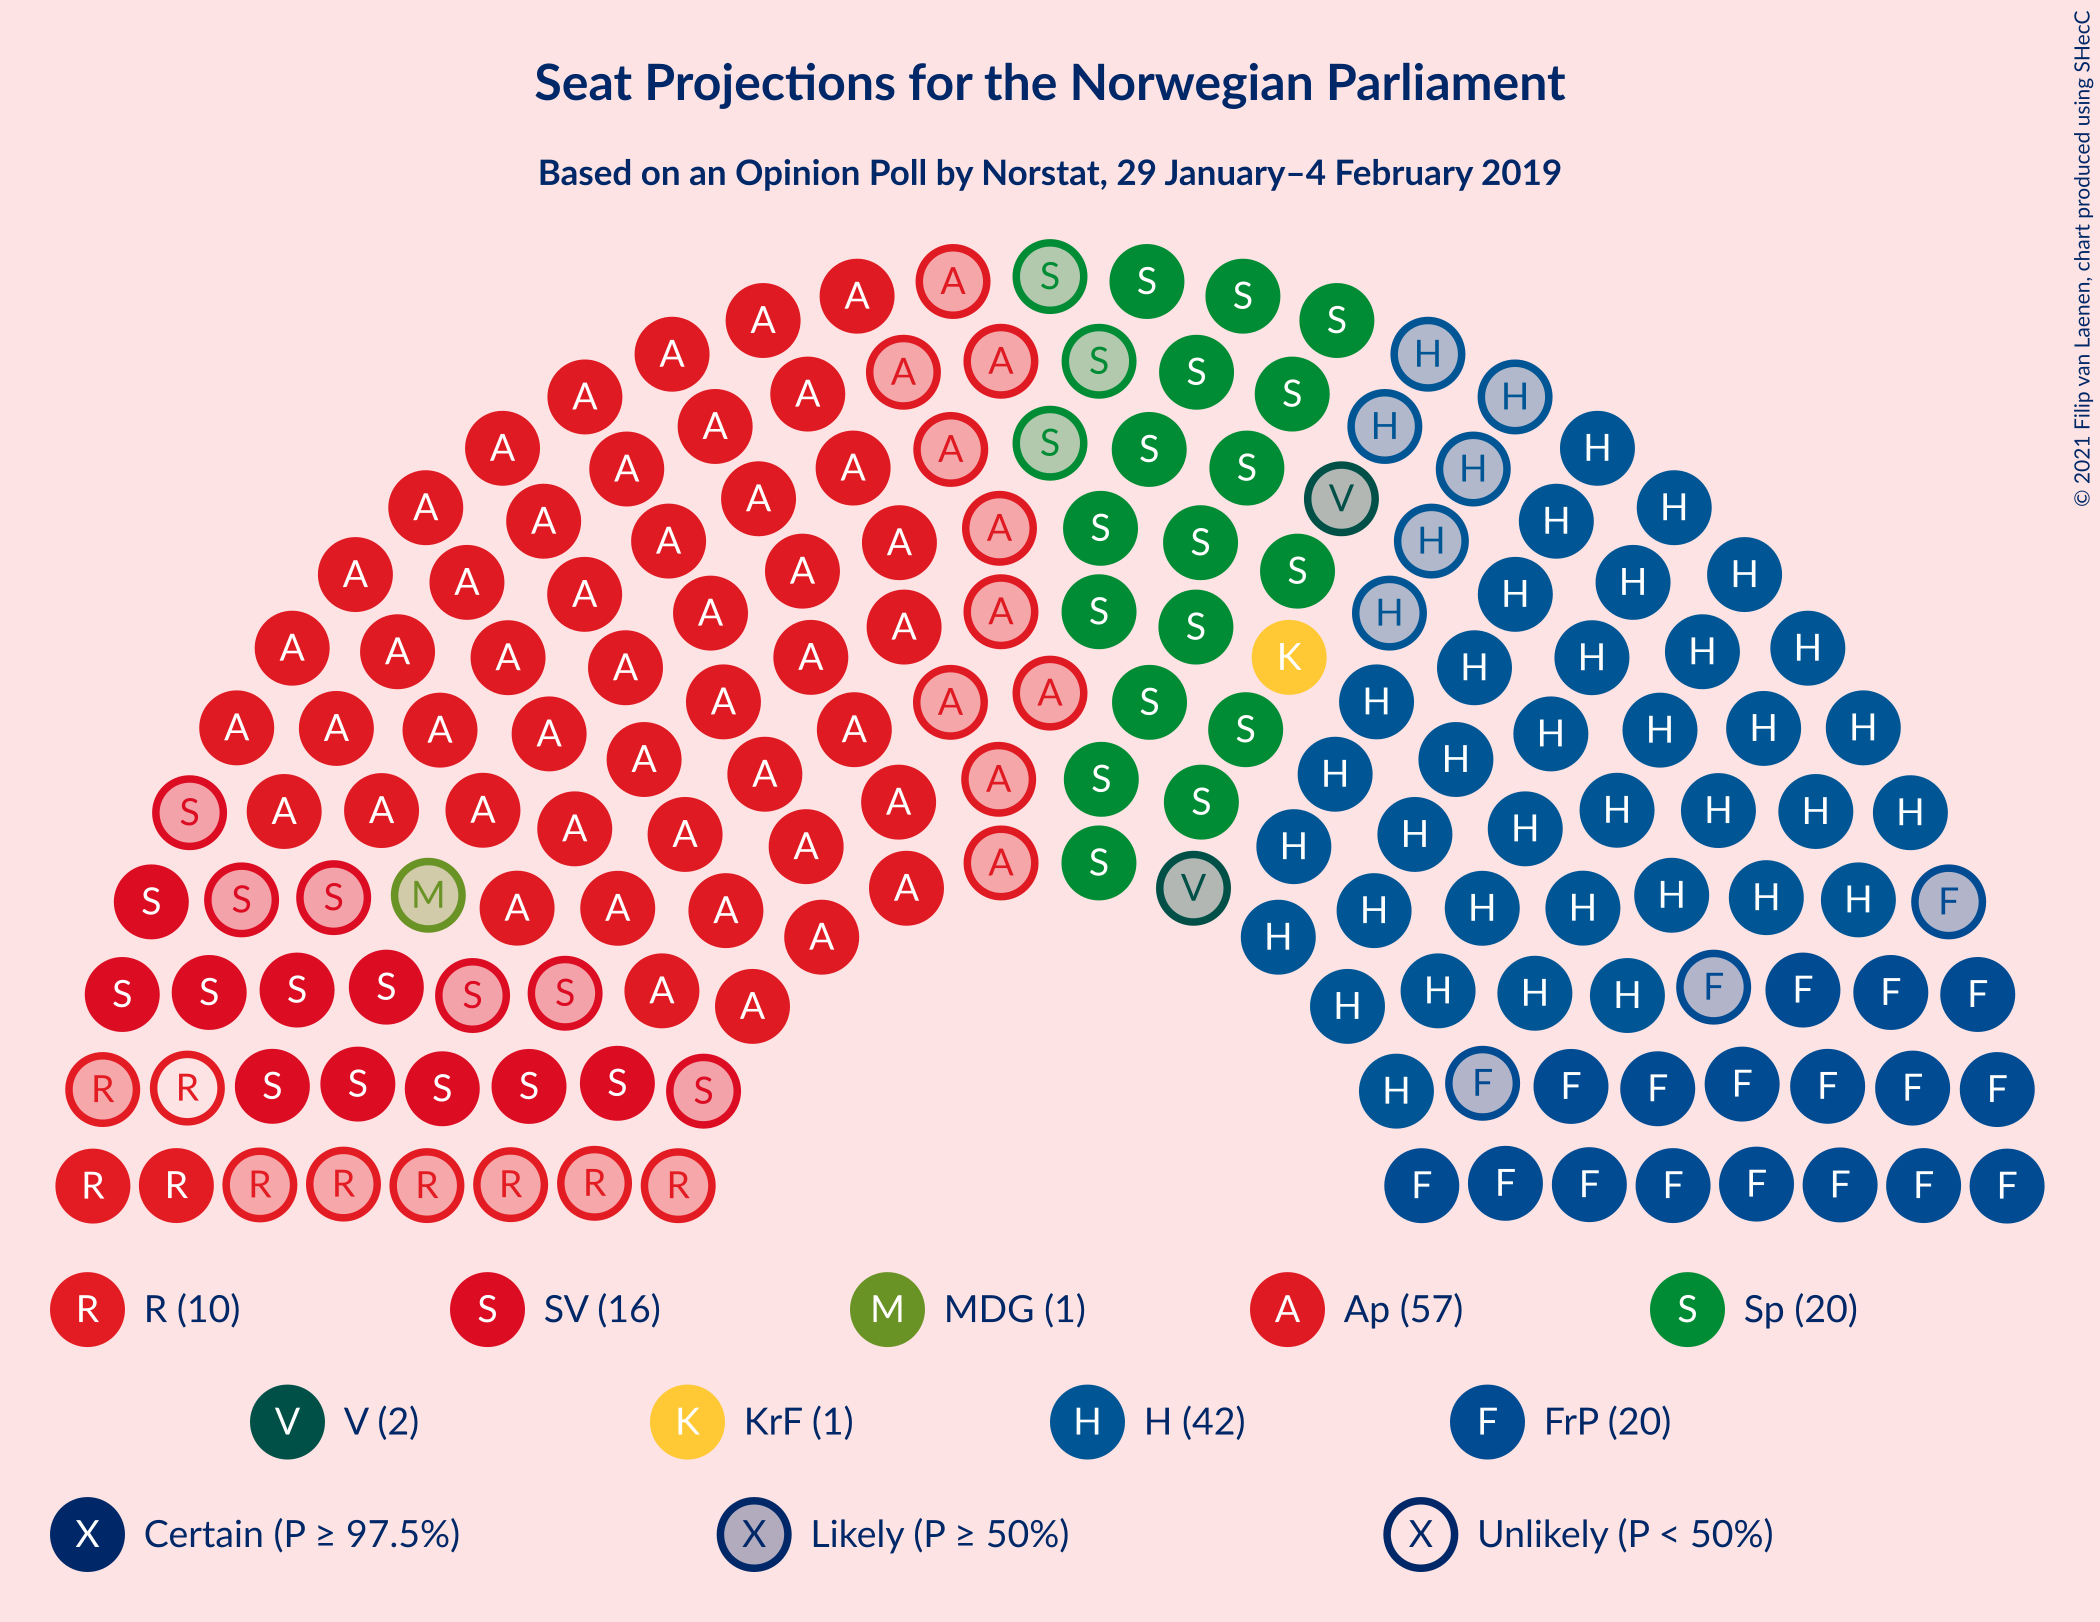 © 2021 Filip van Laenen, chart produced using SHecC
Seat Projections for the Norwegian Parliament
Based on an Opinion Poll by Norstat, 29 January–4 February 2019
A A S S S
A S
A A A S S H
A A S H
A A A S S H H
A A S H
A A A A S V H H
A A S H
A A A A S H H H
A A A S S H
A A A A A K H H H H
A A A S H
A A A A A S H H H H
A A A S H H
S A A A A S H H H H
A A A H H H
A S
S S S M A A A A V H H H H H H F
A H
S S S S S S A A H H H H F F F F
R R S S S S S S H F F F F F F F
R R R R R R R R F F F F F F F F
R R (10) S SV (16) M MDG (1) A Ap (57) S Sp (20)
V V (2) K KrF (1) H H (42) F FrP (20)
X Certain (P ≥ 97.5%) X Likely (P ≥ 50%) X Unlikely (P < 50%)